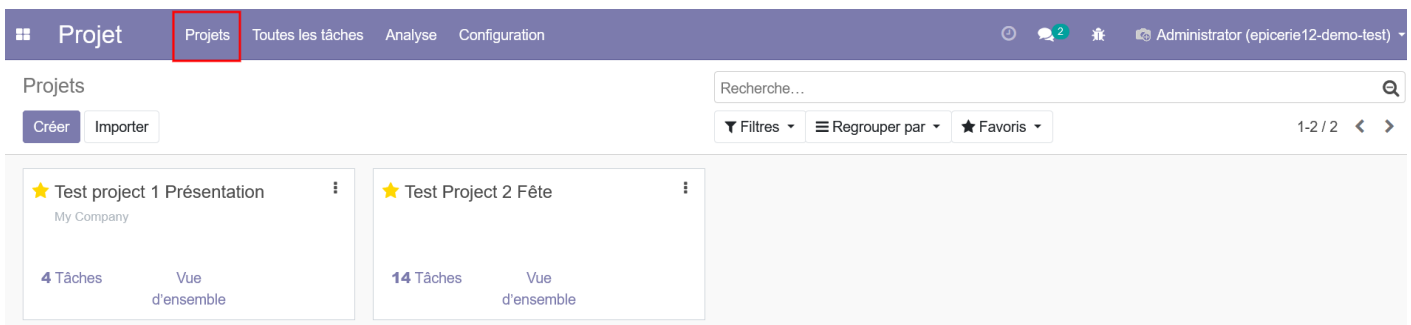 Projet Projets Toutes les tâches Analyse Configuration 2 Administrator (epicerie12-demo-test)
Projets
Recherche...
Créer Importer Filtres Regrouper par Favoris 1-2 / 2
Test project 1 Présentation
My Company
4 Tâches Vue
d'ensemble
Test Project 2 Fête
14 Tâches Vue
d'ensemble